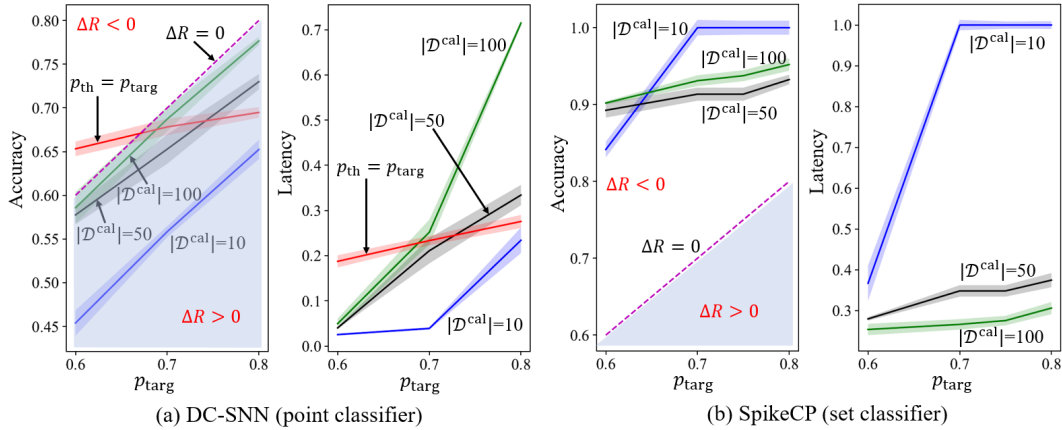 0.80
0.75
0.70
0.65
0.60
0.55
0.50
0.45
Accuracy
ΔR < 0
ΔR = 0
p_th = p_targ
|𝒟^cal|=100
|𝒟^cal|=50
|𝒟^cal|=10
ΔR > 0
0.6 0.7 0.8
p_targ
0.7
0.6
0.5
0.4
0.3
0.2
0.1
0.0
Latency
|𝒟^cal|=100
|𝒟^cal|=50
p_th = p_targ
|𝒟^cal|=10
0.6 0.7 0.8
p_targ
(a) DC-SNN (point classifier)
1.0
0.9
0.8
0.7
0.6
Accuracy
|𝒟^cal|=10
|𝒟^cal|=100
|𝒟^cal|=50
ΔR < 0
ΔR = 0
ΔR > 0
0.6 0.7 0.8
p_targ
1.0
0.9
0.8
0.7
0.6
0.5
0.4
0.3
Latency
|𝒟^cal|=10
|𝒟^cal|=50
|𝒟^cal|=100
0.6 0.7 0.8
p_targ
(b) SpikeCP (set classifier)